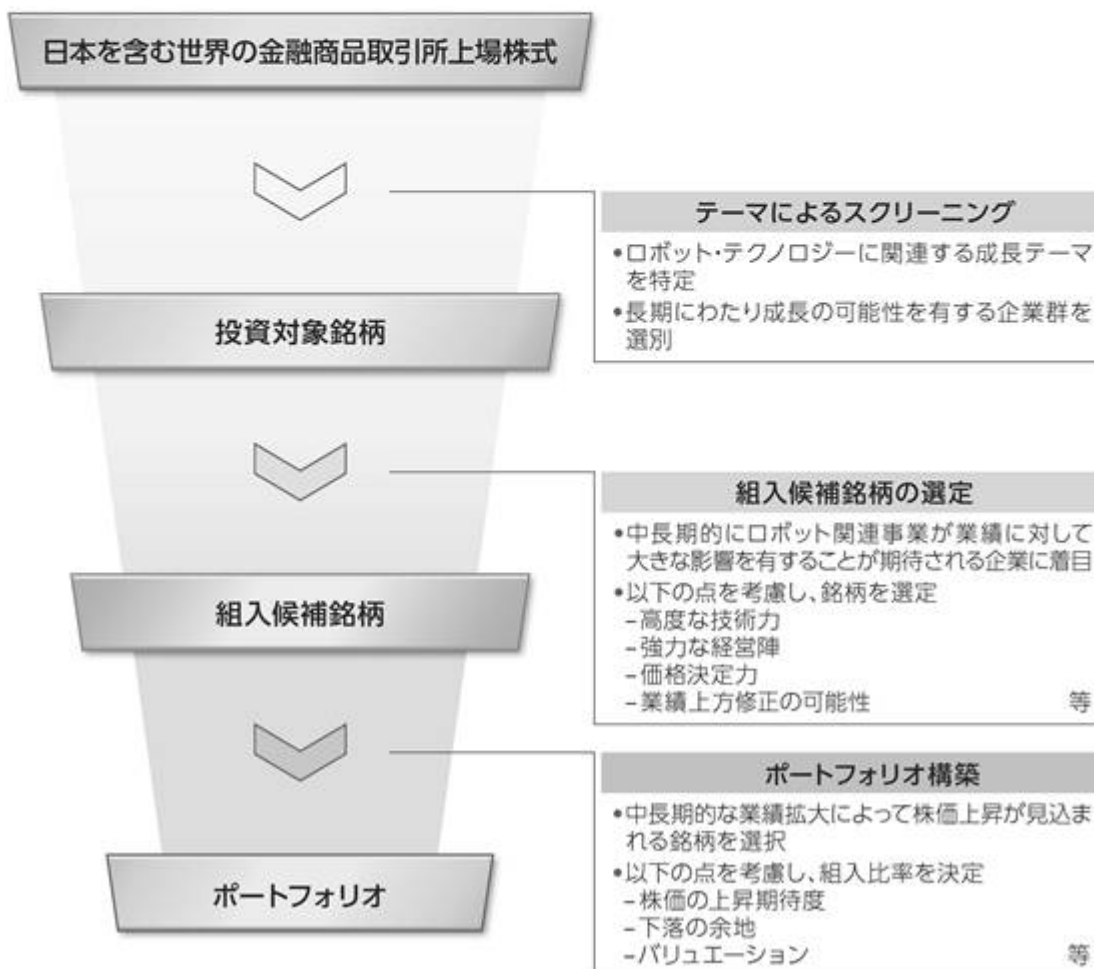 日本を含む世界の金融商品取引所上場株式
テーマによるスクリーニング
•ロボット・テクノロジーに関連する成長テーマ
を特定
•長期にわたり成長の可能性を有する企業群を
選別
投資対象銘柄
組入候補銘柄の選定
•中長期的にロボット関連事業が業績に対して
大きな影響を有することが期待される企業に着目
•以下の点を考慮し、銘柄を選定
−高度な技術力
−強力な経営陣
−価格決定力
−業績上方修正の可能性 等
組入候補銘柄
ポートフォリオ構築
•中長期的な業績拡大によって株価上昇が見込ま
れる銘柄を選択
•以下の点を考慮し、組入比率を決定
−株価の上昇期待度
−下落の余地
−バリュエーション 等
ポートフォリオ